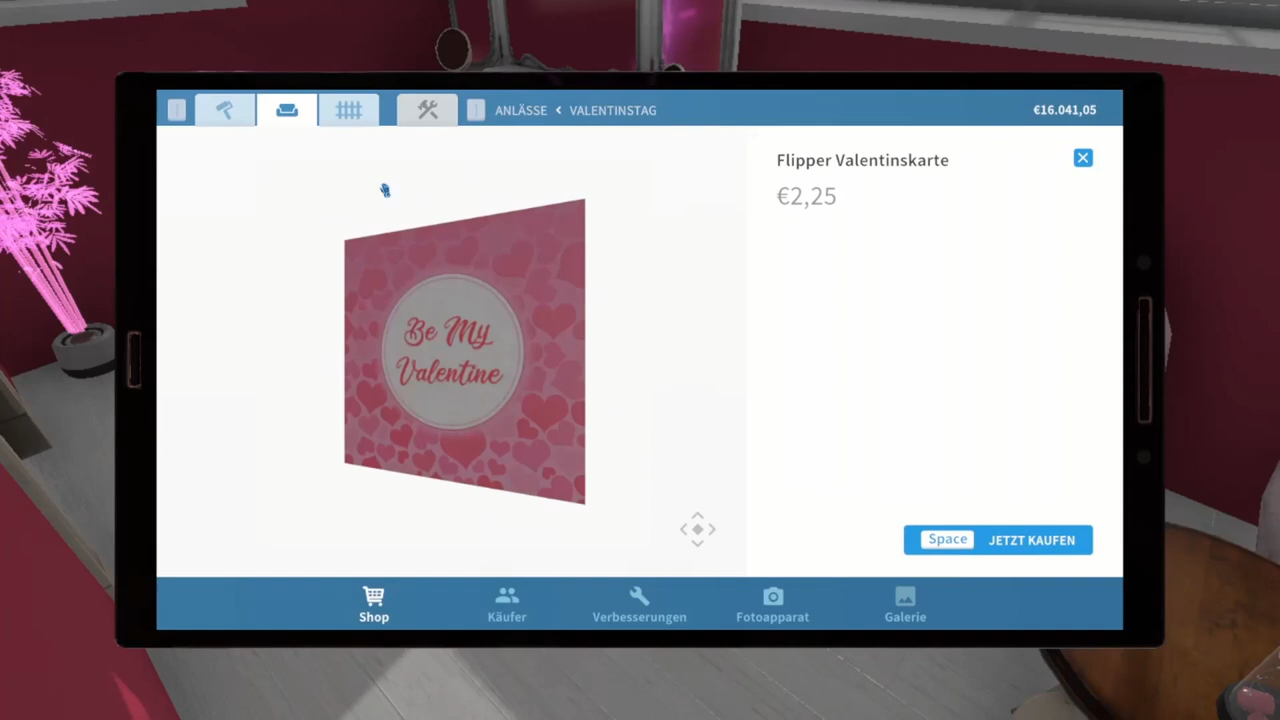 ANLÄSSE < VALENTINSTAG
€16.041,05
Flipper Valentinskarte
€2,25
Be My
Valentine
Space JETZT KAUFEN
Shop
Käufer
Verbesserungen
Fotoapparat
Galerie